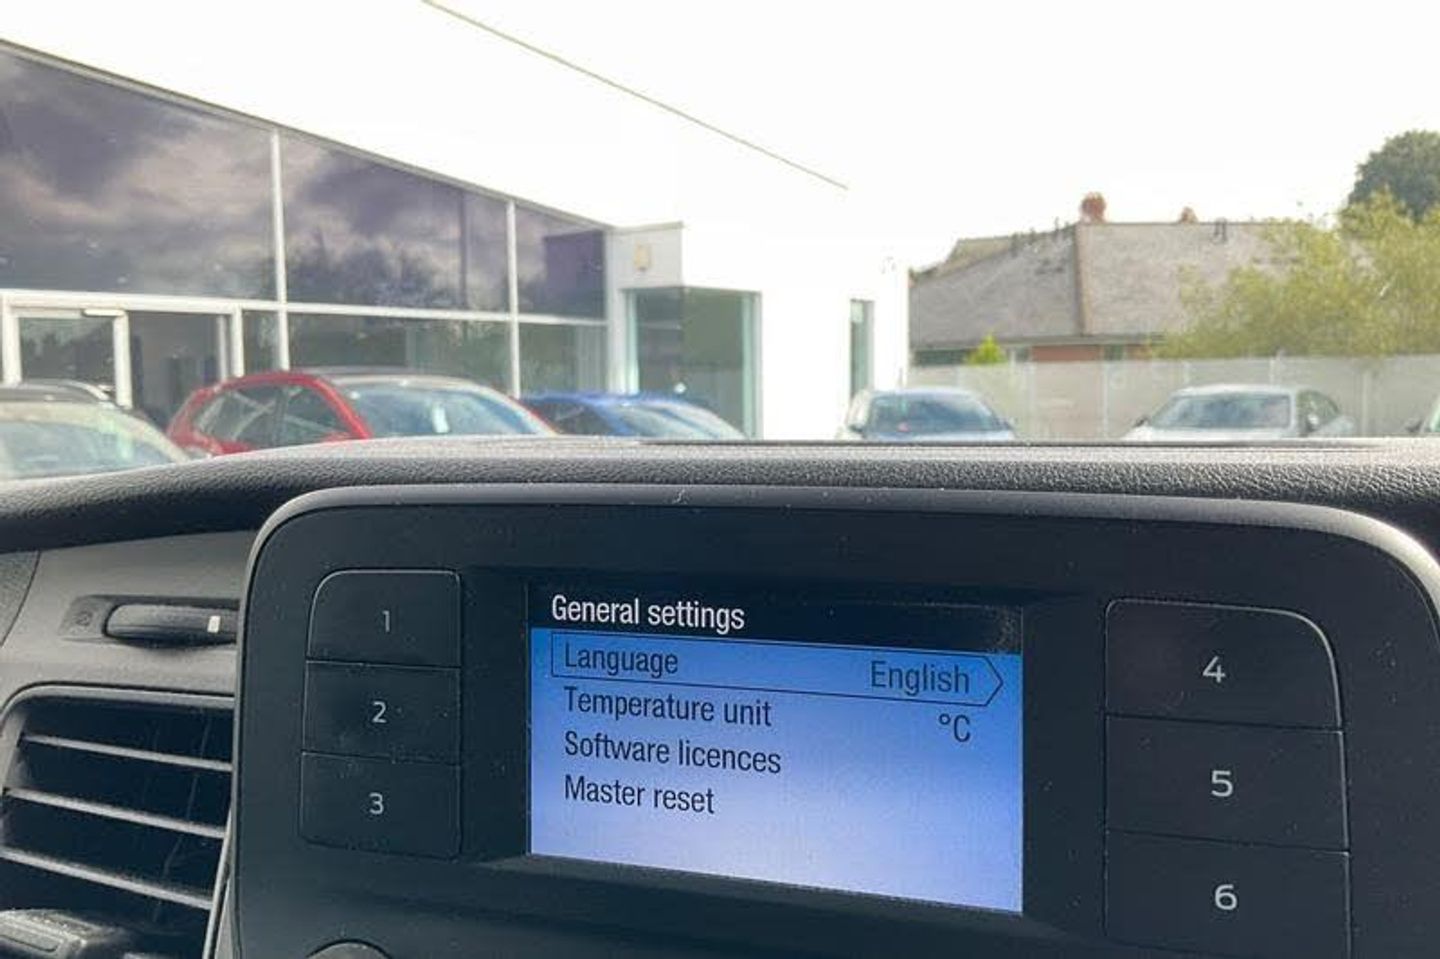 General settings
Language English
Temperature unit °C
Software licences
Master reset
1
2
3
4
5
6